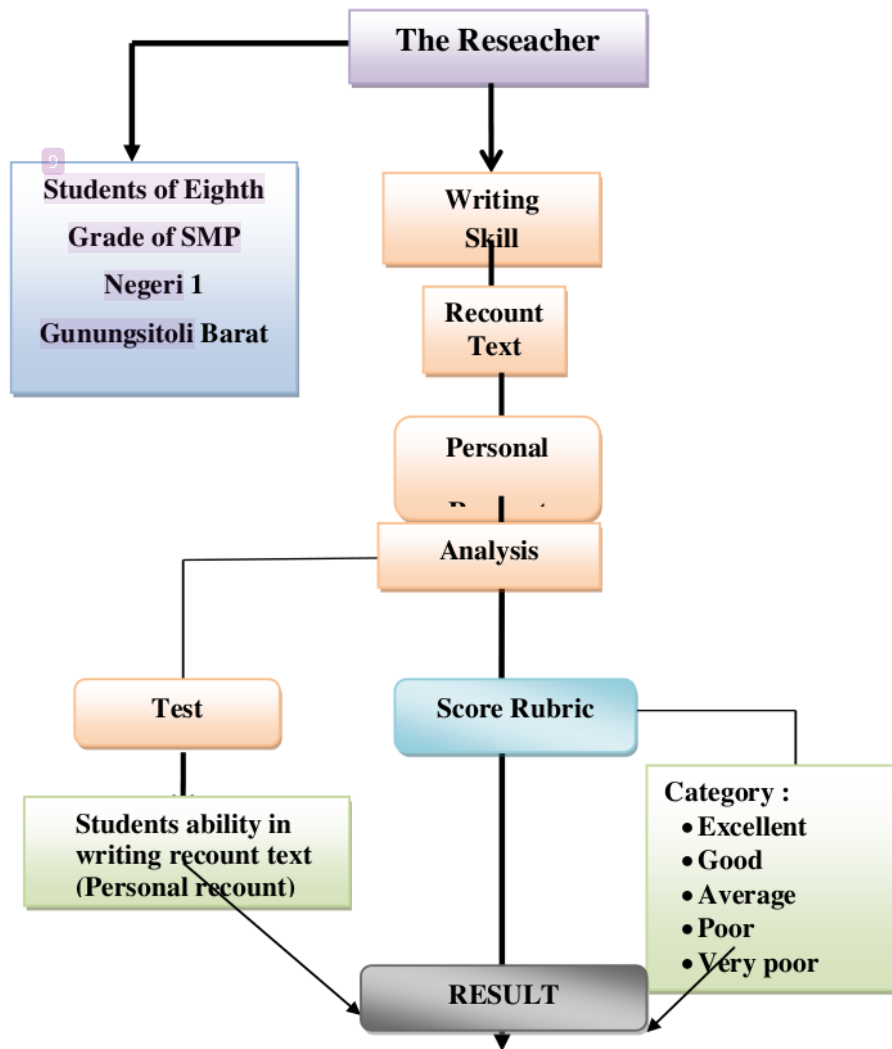 The Reseacher
9
Students of Eighth
Grade of SMP
Negeri 1
Gunungsitoli Barat
Writing
Skill
Recount
Text
Personal
Analysis
Test
Score Rubric
Students ability in
writing recount text
(Personal recount)
Category :
•Excellent
•Good
•Average
•Poor
•Very poor
RESULT